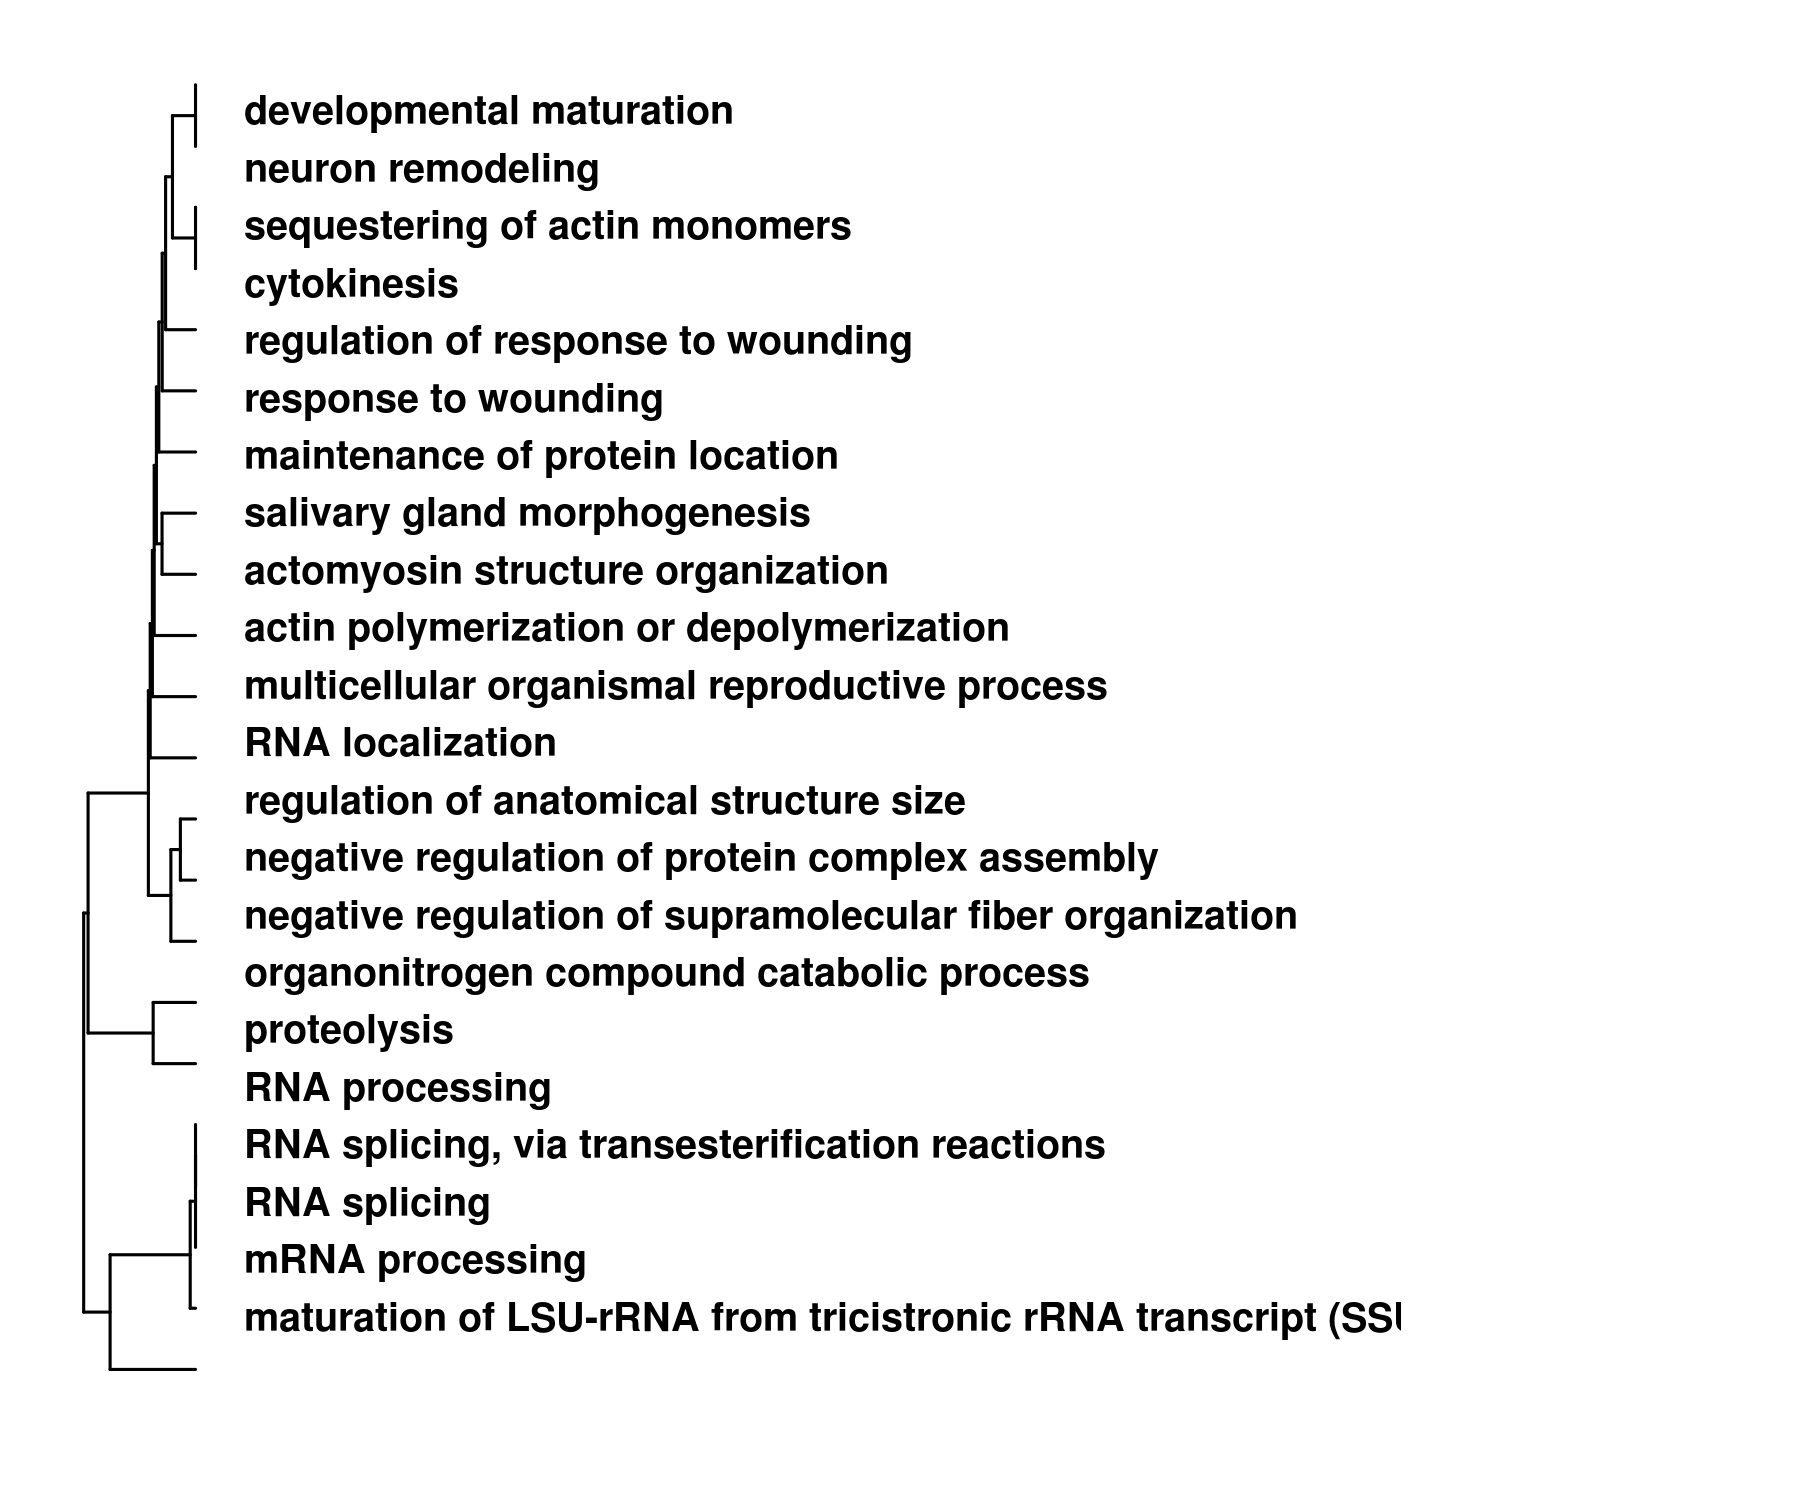 developmental maturation
neuron remodeling
sequestering of actin monomers
cytokinesis
regulation of response to wounding
response to wounding
maintenance of protein location
salivary gland morphogenesis
actomyosin structure organization
actin polymerization or depolymerization
multicellular organismal reproductive process
RNA localization
regulation of anatomical structure size
negative regulation of protein complex assembly
negative regulation of supramolecular fiber organization
organonitrogen compound catabolic process
proteolysis
RNA processing
RNA splicing, via transesterification reactions
RNA splicing
mRNA processing
maturation of LSU-rRNA from tricistronic rRNA transcript